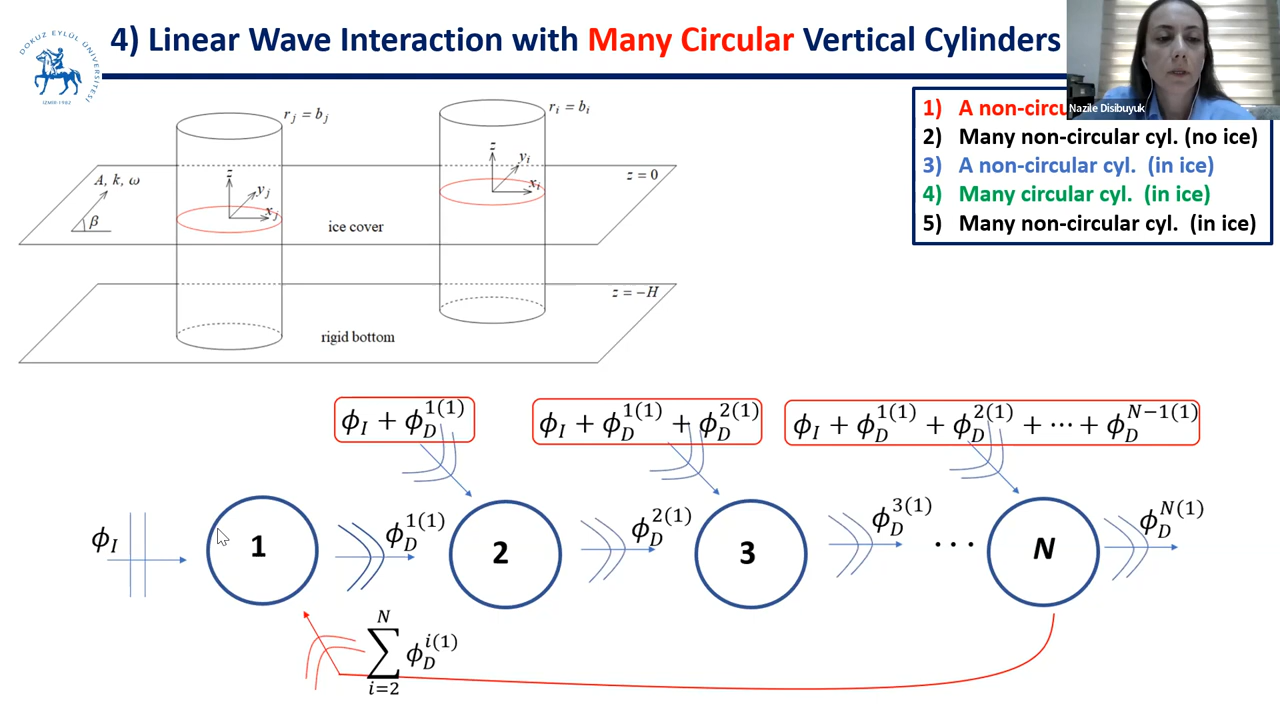 DOKUZ EYLÜL ÜNİVERSİTESİ
İZMİR-1982
4) Linear Wave Interaction with Many Circular Vertical Cylinders
Nazile Disibuyuk
1) A non-circu
2) Many non-circular cyl. (no ice)
3) A non-circular cyl. (in ice)
4) Many circular cyl. (in ice)
5) Many non-circular cyl. (in ice)
r_j = b_j
r_i = b_i
z
y_i
x_i
z = 0
A, k, ω
β
z
y_j
x_j
ice cover
z = −H
rigid bottom
ϕ_I + ϕ_D^{1(1)}
ϕ_I + ϕ_D^{1(1)} + ϕ_D^{2(1)}
ϕ_I + ϕ_D^{1(1)} + ϕ_D^{2(1)} + ⋯ + ϕ_D^{N−1(1)}
ϕ_I
1
ϕ_D^{1(1)}
2
ϕ_D^{2(1)}
3
ϕ_D^{3(1)}
⋯
N
ϕ_D^{N(1)}
∑_{i=2}^{N} ϕ_D^{i(1)}